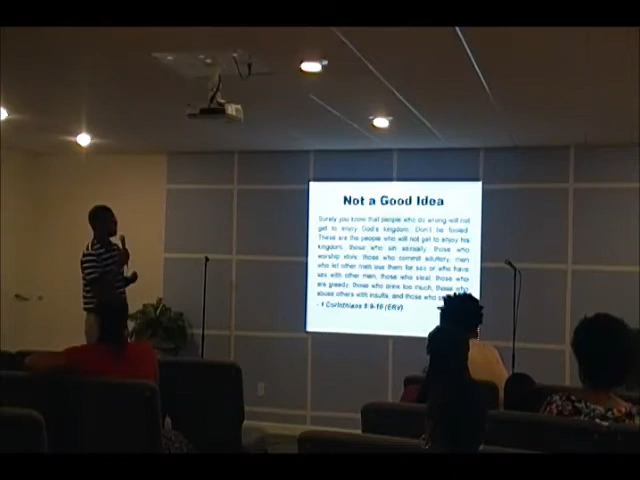 Not a Good Idea
Surely you know that people who do wrong will not
get to enjoy God's kingdom. Don't be fooled.
These are the people who will not get to enjoy his
kingdom: those who sin sexually, those who
worship idols, those who commit adultery, men
who let other men use them for sex or who have
sex with other men, those who steal, those who
are greedy, those who drink too much, those who
abuse others with insults, and those who
- 1 Corinthians 6:9-10 (ERV)